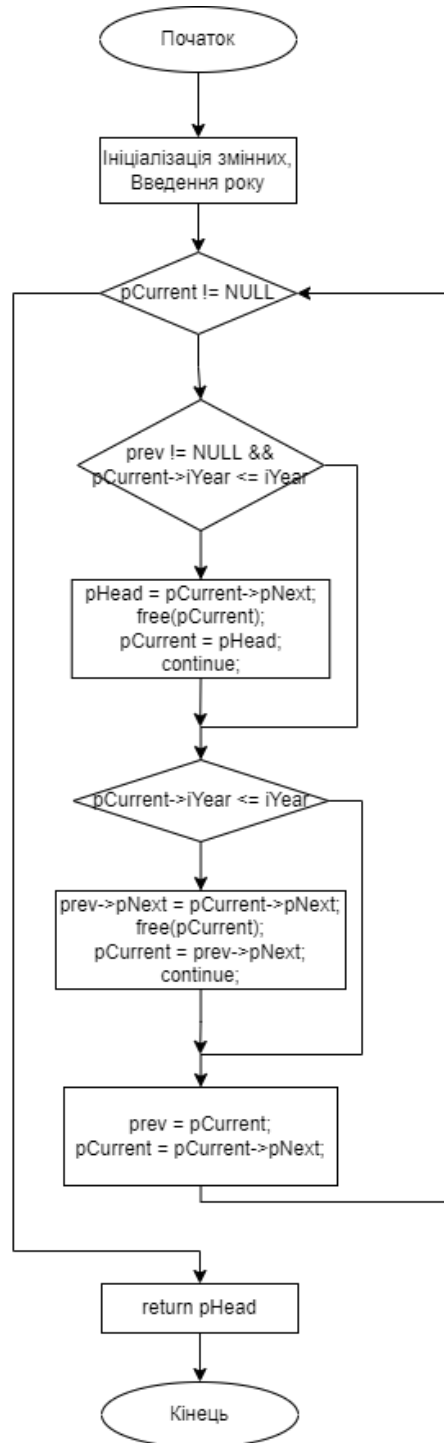 Початок
Ініціалізація змінних,
Введення року
pCurrent != NULL
prev != NULL &&
pCurrent->iYear <= iYear
pHead = pCurrent->pNext;
free(pCurrent);
pCurrent = pHead;
continue;
pCurrent->iYear <= iYear
prev->pNext = pCurrent->pNext;
free(pCurrent);
pCurrent = prev->pNext;
continue;
prev = pCurrent;
pCurrent = pCurrent->pNext;
return pHead
Кінець